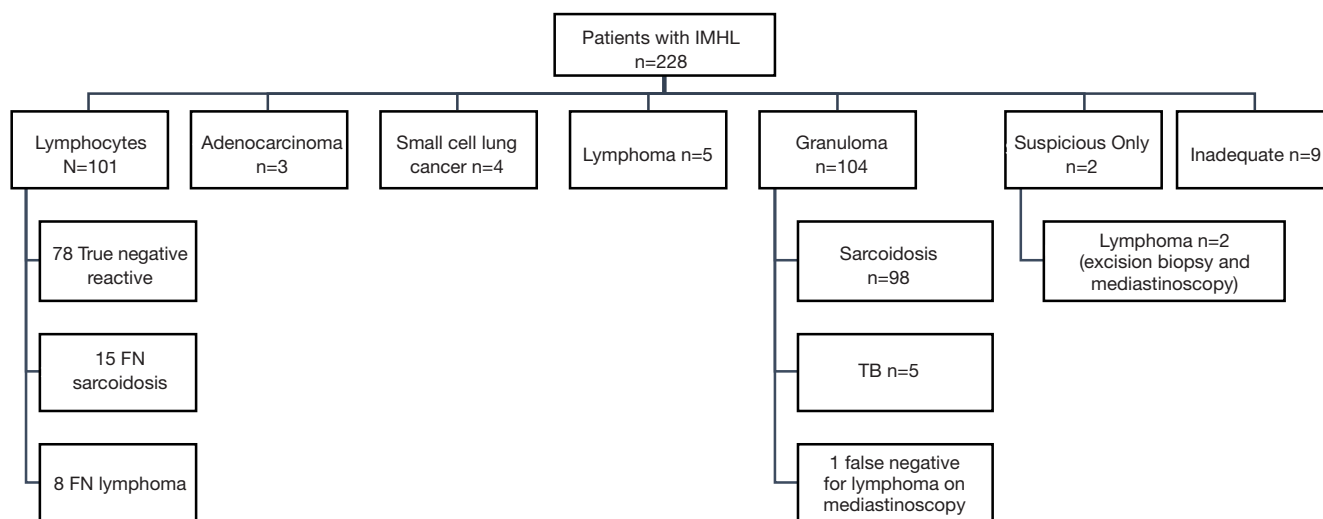 Patients with IMHL
n=228
Lymphocytes
N=101
Adenocarcinoma
n=3
Small cell lung
cancer n=4
Lymphoma n=5
Granuloma
n=104
Suspicious Only
n=2
Inadequate n=9
78 True negative
reactive
15 FN
sarcoidosis
8 FN lymphoma
Sarcoidosis
n=98
TB n=5
1 false negative
for lymphoma on
mediastinoscopy
Lymphoma n=2
(excision biopsy and
mediastinoscopy)